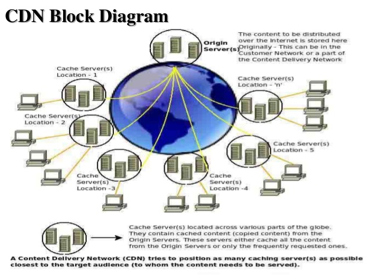 CDN Block Diagram
Origin
Server(s)
The content to be distributed
over the Internet is stored here
Originally - This can be in the
Customer Network or a part of
the Content Delivery Network
Cache Server(s)
Location - 1
Cache Server(s)
Location - 'n'
Cache Server(s)
Location - 2
Cache Server(s)
Location - 5
Cache
Server(s)
Location -3
Cache
Server(s)
Location -4
Cache Server(s) located across various parts of the globe.
They contain cached content (copied content) from the
Origin Servers. These servers either cache all the content
from the Origin Servers or only the frequently requested ones.
A Content Delivery Network (CDN) tries to position as many caching server(s) as possible
closest to the target audience (to whom the content needs to be served).